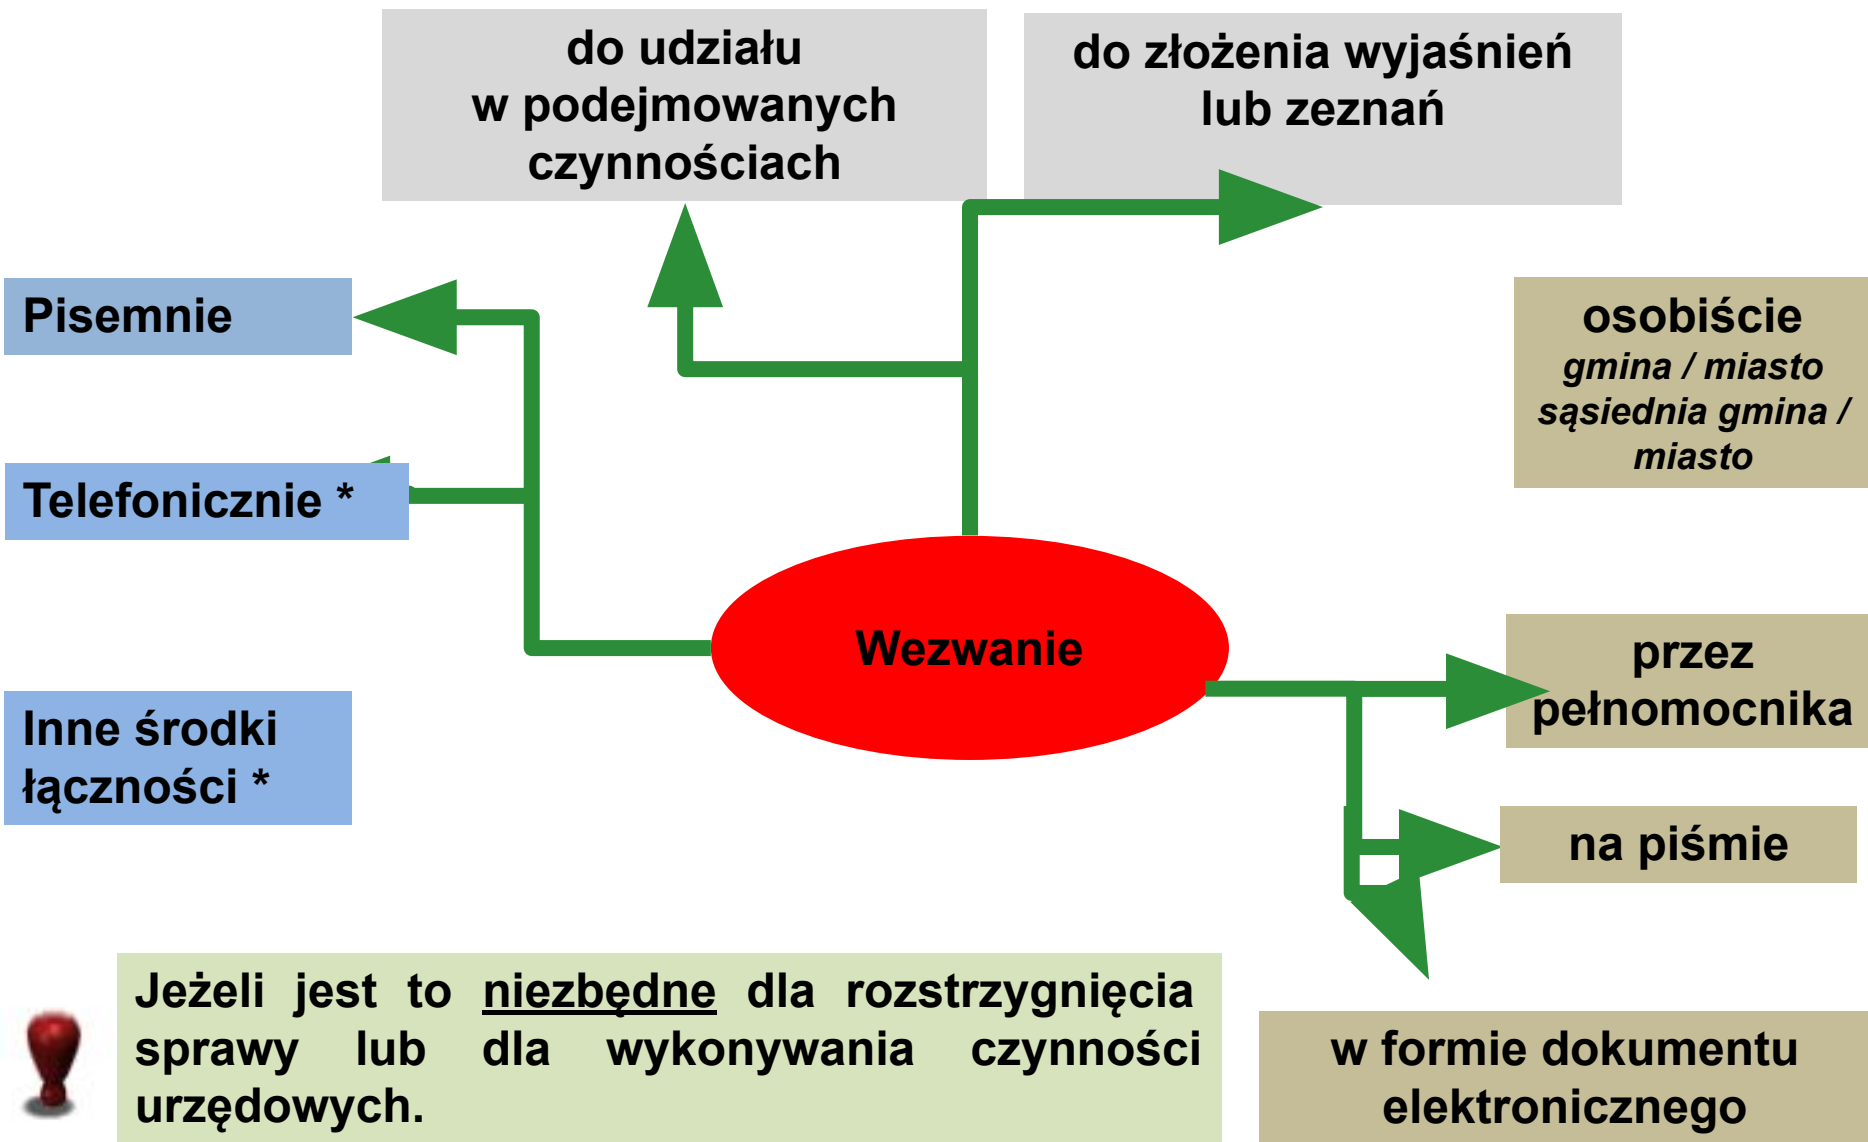 do udziału
w podejmowanych
czynnościach
do złożenia wyjaśnień
lub zeznań
Pisemnie
osobiście
gmina / miasto
sąsiednia gmina /
miasto
Telefonicznie *
Wezwanie
przez
pełnomocnika
Inne środki
łączności *
na piśmie
Jeżeli jest to niezbędne dla rozstrzygnięcia
sprawy lub dla wykonywania czynności
urzędowych.
w formie dokumentu
elektronicznego